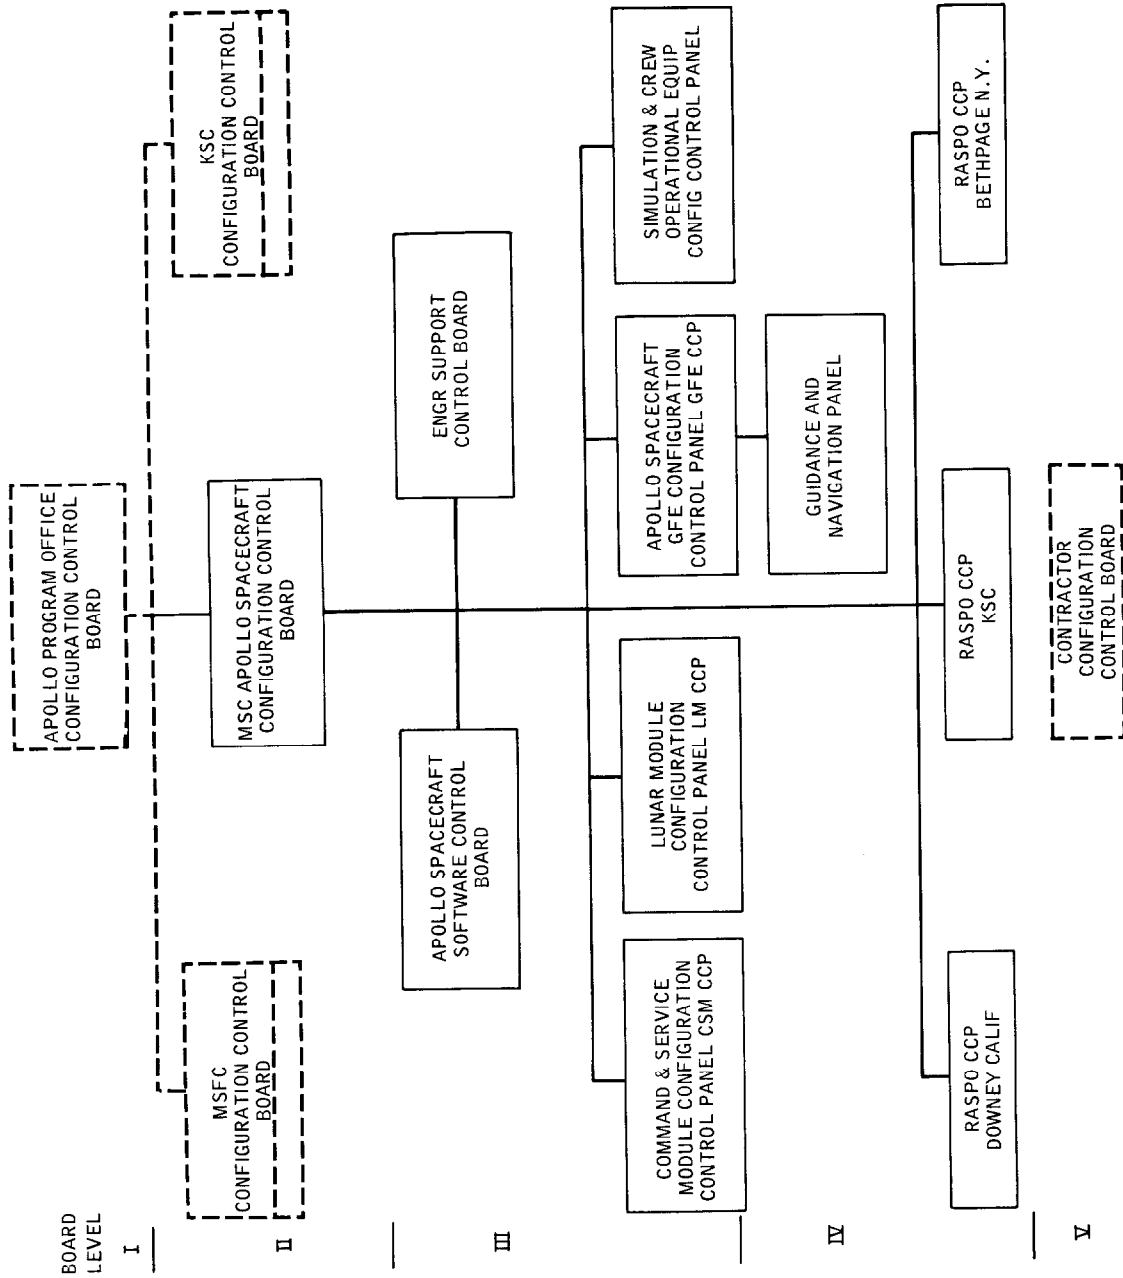 BOARD
LEVEL
I
APOLLO PROGRAM OFFICE
CONFIGURATION CONTROL
BOARD
II
MSFC
CONFIGURATION CONTROL
BOARD
MSC APOLLO SPACECRAFT
CONFIGURATION CONTROL
BOARD
KSC
CONFIGURATION CONTROL
BOARD
III
APOLLO SPACECRAFT
SOFTWARE CONTROL
BOARD
ENGR SUPPORT
CONTROL BOARD
COMMAND & SERVICE
MODULE CONFIGURATION
CONTROL PANEL CSM CCP
LUNAR MODULE
CONFIGURATION
CONTROL PANEL LM CCP
APOLLO SPACECRAFT
GFE CONFIGURATION
CONTROL PANEL GFE CCP
SIMULATION & CREW
OPERATIONAL EQUIP
CONFIG CONTROL PANEL
IV
GUIDANCE AND
NAVIGATION PANEL
RASPO CCP
DOWNEY CALIF
RASPO CCP
KSC
RASPO CCP
BETHPAGE N.Y.
V
CONTRACTOR
CONFIGURATION
CONTROL BOARD